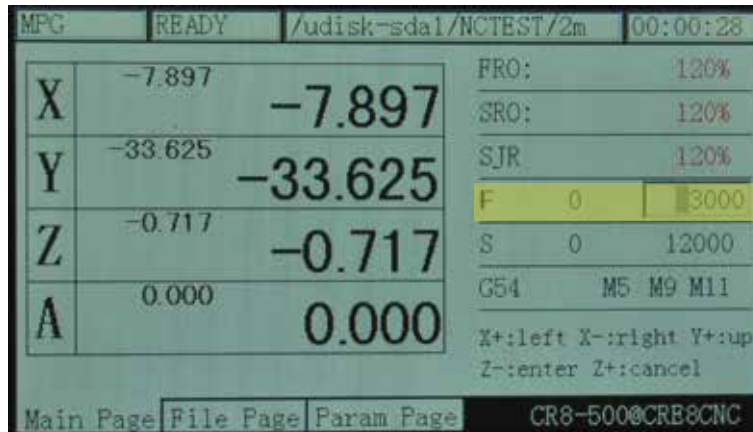 MPG READY /udisk-sda1/NCTEST/2m 00:00:28
X -7.897 -7.897
Y -33.625 -33.625
Z -0.717 -0.717
A 0.000 0.000
FRO: 120%
SRO: 120%
SJR 120%
F 0 3000
S 0 12000
G54 M5 M9 M11
X+:left X-:right Y+:up
Z-:enter Z+:cancel
Main Page File Page Param Page CR8-500@CRE8CNC